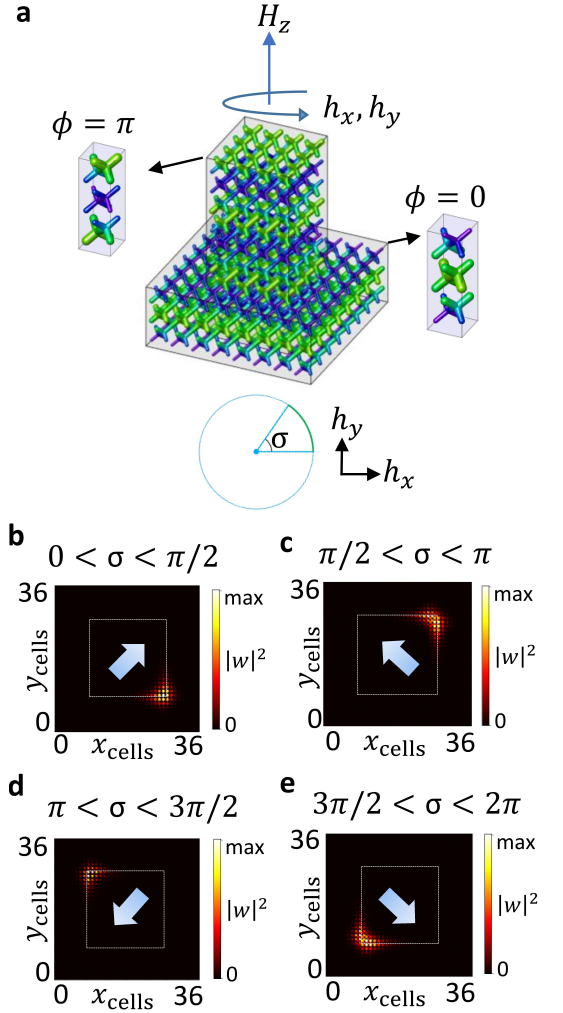 a
H_z
h_x, h_y
ϕ = π
ϕ = 0
σ
h_y
h_x
b
0 < σ < π/2
36
y_cells
0
0
x_cells
36
max
|w|²
0
c
π/2 < σ < π
36
y_cells
0
0
x_cells
36
max
|w|²
0
d
π < σ < 3π/2
36
y_cells
0
0
x_cells
36
max
|w|²
0
e
3π/2 < σ < 2π
36
y_cells
0
0
x_cells
36
max
|w|²
0